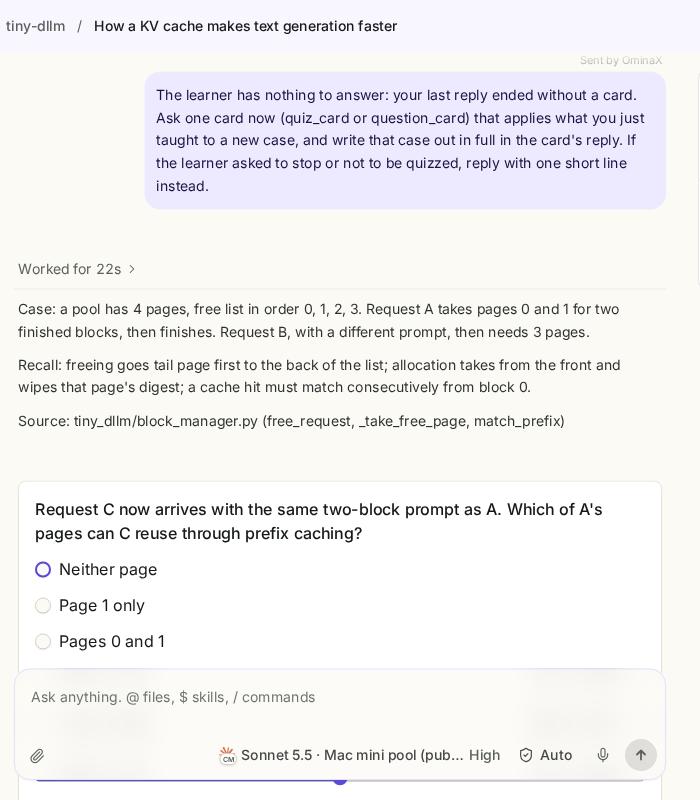 tiny-dllm / How a KV cache makes text generation faster
Sent by OminaX
The learner has nothing to answer: your last reply ended without a card.
Ask one card now (quiz_card or question_card) that applies what you just
taught to a new case, and write that case out in full in the card's reply. If
the learner asked to stop or not to be quizzed, reply with one short line
instead.
Worked for 22s
Case: a pool has 4 pages, free list in order 0, 1, 2, 3. Request A takes pages 0 and 1 for two
finished blocks, then finishes. Request B, with a different prompt, then needs 3 pages.
Recall: freeing goes tail page first to the back of the list; allocation takes from the front and
wipes that page's digest; a cache hit must match consecutively from block 0.
Source: tiny_dllm/block_manager.py (free_request, _take_free_page, match_prefix)
Request C now arrives with the same two-block prompt as A. Which of A's
pages can C reuse through prefix caching?
Neither page
Page 1 only
Pages 0 and 1
Ask anything. @ files, $ skills, / commands
CM Sonnet 5.5 · Mac mini pool (pub... High Auto